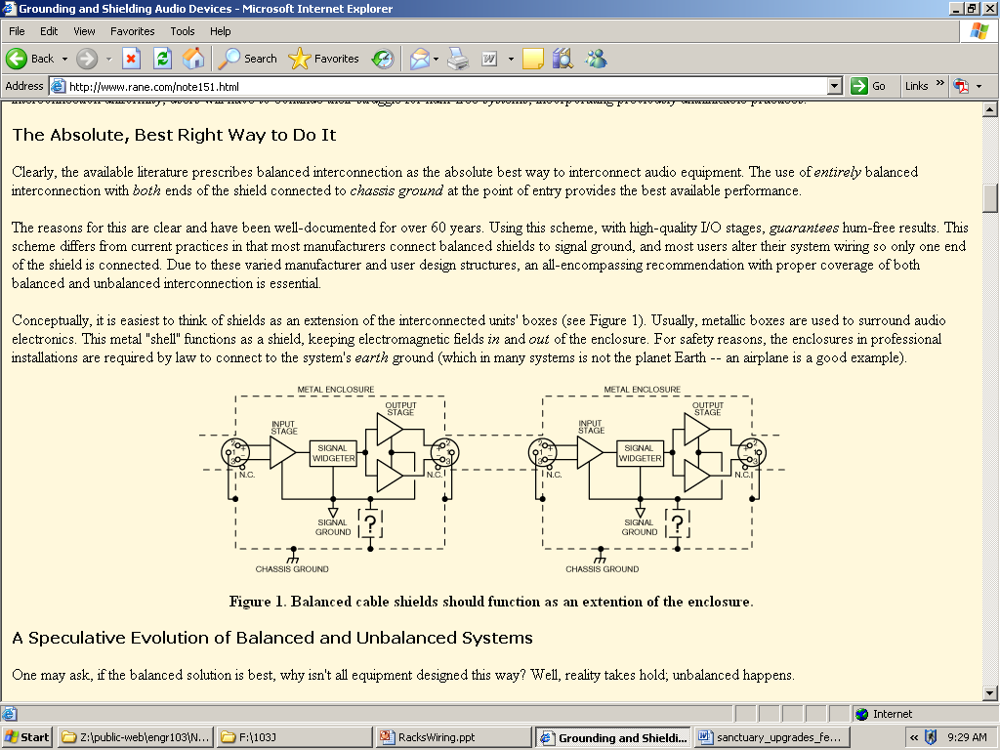 Grounding and Shielding Audio Devices - Microsoft Internet Explorer
File Edit View Favorites Tools Help
Back Search Favorites
Address http://www.rane.com/note151.html Go Links »
The Absolute, Best Right Way to Do It
Clearly, the available literature prescribes balanced interconnection as the absolute best way to interconnect audio equipment. The use of entirely balanced
interconnection with both ends of the shield connected to chassis ground at the point of entry provides the best available performance.
The reasons for this are clear and have been well-documented for over 60 years. Using this scheme, with high-quality I/O stages, guarantees hum-free results. This
scheme differs from current practices in that most manufacturers connect balanced shields to signal ground, and most users alter their system wiring so only one end
of the shield is connected. Due to these varied manufacturer and user design structures, an all-encompassing recommendation with proper coverage of both
balanced and unbalanced interconnection is essential.
Conceptually, it is easiest to think of shields as an extension of the interconnected units' boxes (see Figure 1). Usually, metallic boxes are used to surround audio
electronics. This metal "shell" functions as a shield, keeping electromagnetic fields in and out of the enclosure. For safety reasons, the enclosures in professional
installations are required by law to connect to the system's earth ground (which in many systems is not the planet Earth -- an airplane is a good example).
METAL ENCLOSURE METAL ENCLOSURE
OUTPUT
STAGE
OUTPUT
STAGE
INPUT
STAGE
INPUT
STAGE
SIGNAL
WIDGETER
SIGNAL
WIDGETER
N.C. N.C. N.C. N.C.
SIGNAL
GROUND
?
SIGNAL
GROUND
?
CHASSIS GROUND CHASSIS GROUND
Figure 1. Balanced cable shields should function as an extention of the enclosure.
A Speculative Evolution of Balanced and Unbalanced Systems
One may ask, if the balanced solution is best, why isn't all equipment designed this way? Well, reality takes hold; unbalanced happens.
Internet
Start Z:\public-web\engr103\N... F:\103J RacksWiring.ppt Grounding and Shieldi... sanctuary_upgrades_fe... « 9:29 AM